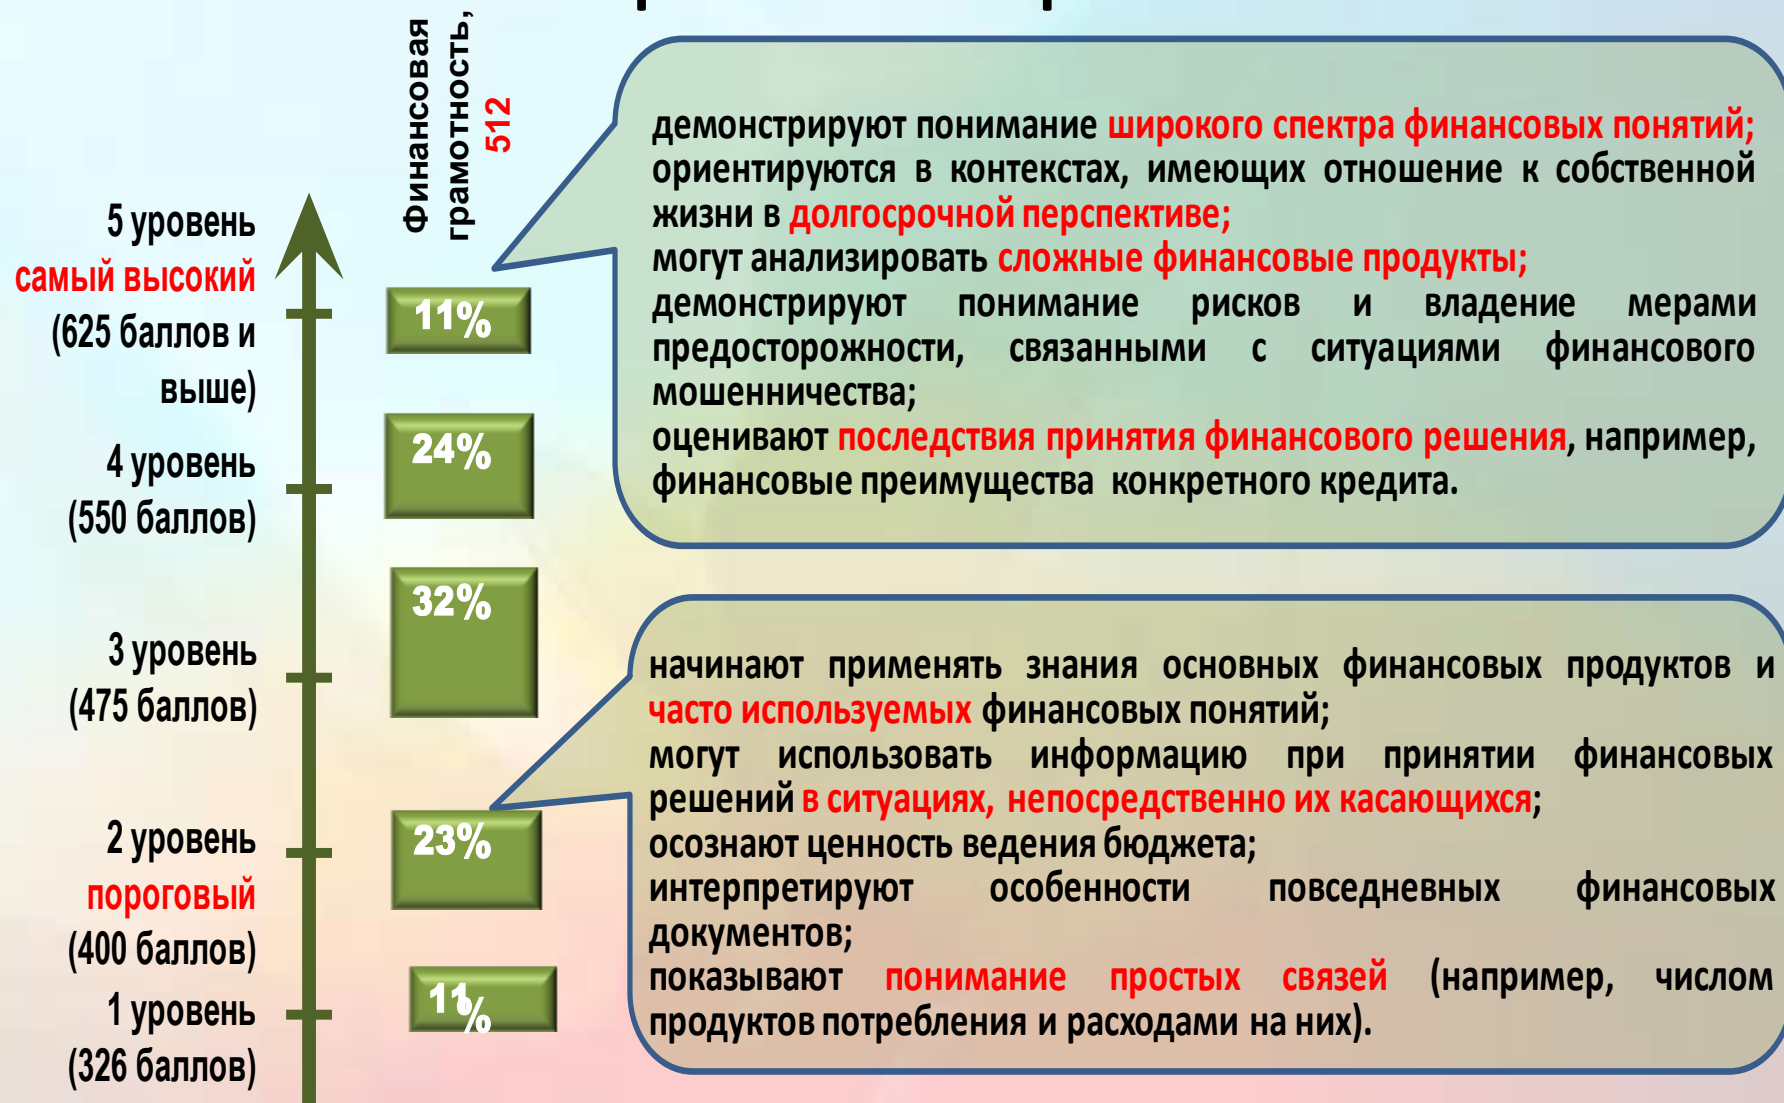 Финансовая
грамотность,
512
5 уровень
самый высокий
(625 баллов и
выше)
4 уровень
(550 баллов)
3 уровень
(475 баллов)
2 уровень
пороговый
(400 баллов)
1 уровень
(326 баллов)
11%
24%
32%
23%
11%
демонстрируют понимание широкого спектра финансовых понятий;
ориентируются в контекстах, имеющих отношение к собственной
жизни в долгосрочной перспективе;
могут анализировать сложные финансовые продукты;
демонстрируют понимание рисков и владение мерами
предосторожности, связанными с ситуациями финансового
мошенничества;
оценивают последствия принятия финансового решения, например,
финансовые преимущества конкретного кредита.
начинают применять знания основных финансовых продуктов и
часто используемых финансовых понятий;
могут использовать информацию при принятии финансовых
решений в ситуациях, непосредственно их касающихся;
осознают ценность ведения бюджета;
интерпретируют особенности повседневных финансовых
документов;
показывают понимание простых связей (например, числом
продуктов потребления и расходами на них).